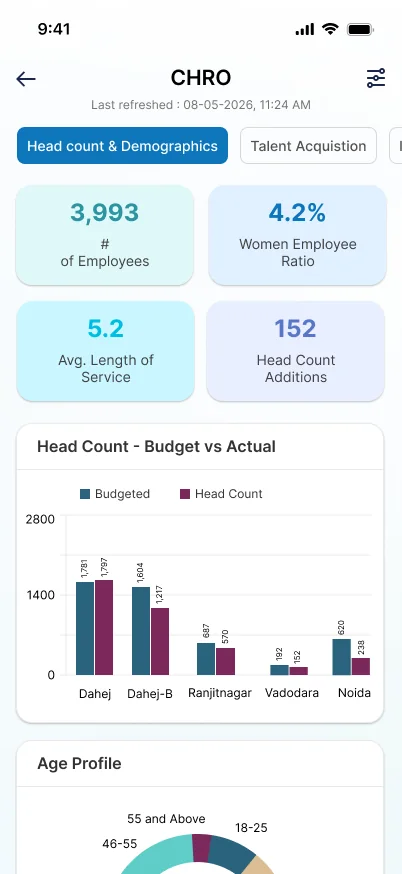 9:41
CHRO
Last refreshed : 08-05-2026, 11:24 AM
Head count & Demographics
Talent Acquistion
3,993
#
of Employees
4.2%
Women Employee
Ratio
5.2
Avg. Length of
Service
152
Head Count
Additions
Head Count - Budget vs Actual
Budgeted
Head Count
2800
1400
0
1,781
1,797
1,604
1,217
687
570
192
152
620
238
Dahej
Dahej-B
Ranjitnagar
Vadodara
Noida
Age Profile
55 and Above
18-25
46-55